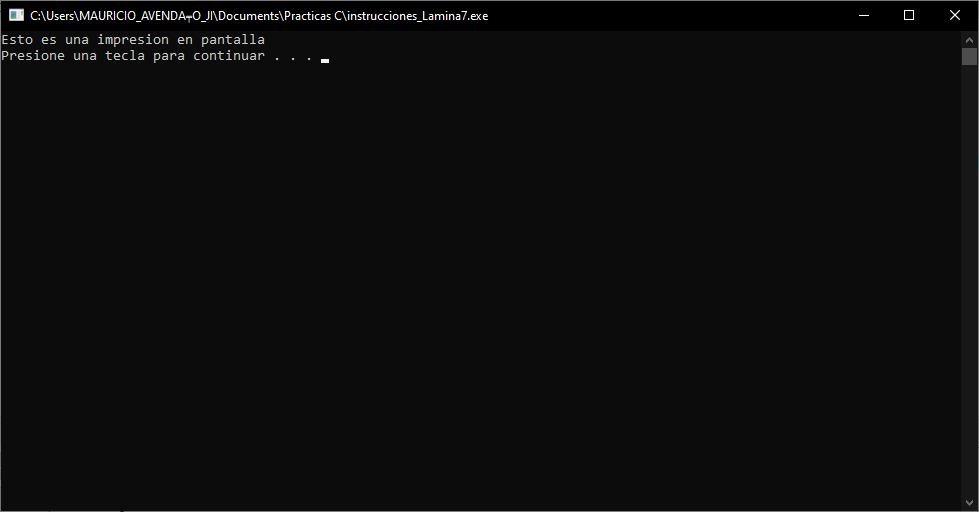 C:\Users\MAURICIO_AVENDA╤O_JI\Documents\Practicas C\instrucciones_Lamina7.exe
Esto es una impresion en pantalla
Presione una tecla para continuar . . .